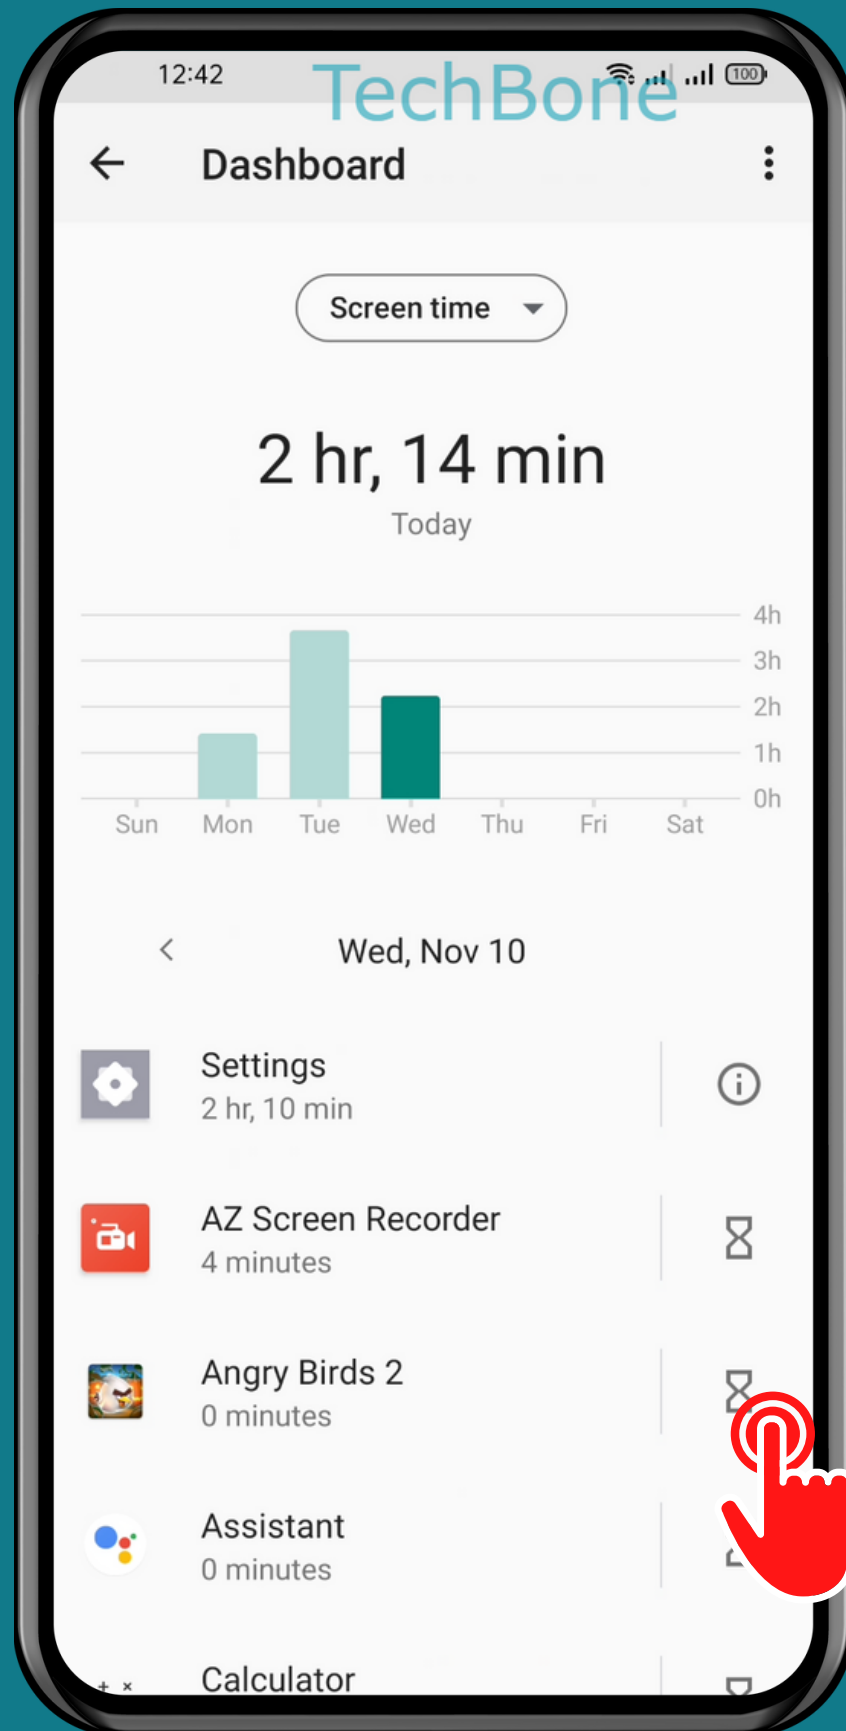 12:42
TechBone
100
Dashboard
Screen time
2 hr, 14 min
Today
4h
3h
2h
1h
0h
Sun Mon Tue Wed Thu Fri Sat
Wed, Nov 10
Settings
2 hr, 10 min
AZ Screen Recorder
4 minutes
Angry Birds 2
0 minutes
Assistant
0 minutes
Calculator